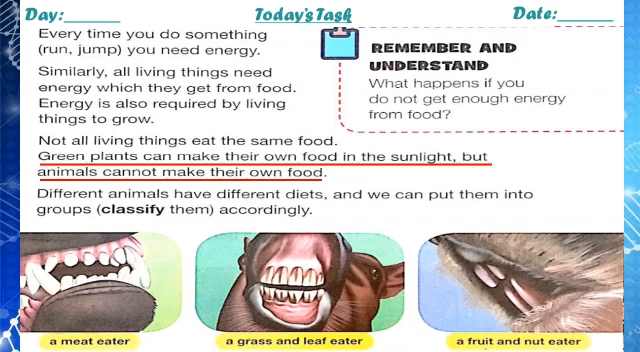 Day:______ Today's Task Date:______
Every time you do something
(run, jump) you need energy.
Similarly, all living things need
energy which they get from food.
Energy is also required by living
things to grow.
REMEMBER AND
UNDERSTAND
What happens if you
do not get enough energy
from food?
Not all living things eat the same food.
Green plants can make their own food in the sunlight, but
animals cannot make their own food.
Different animals have different diets, and we can put them into
groups (classify them) accordingly.
a meat eater
a grass and leaf eater
a fruit and nut eater